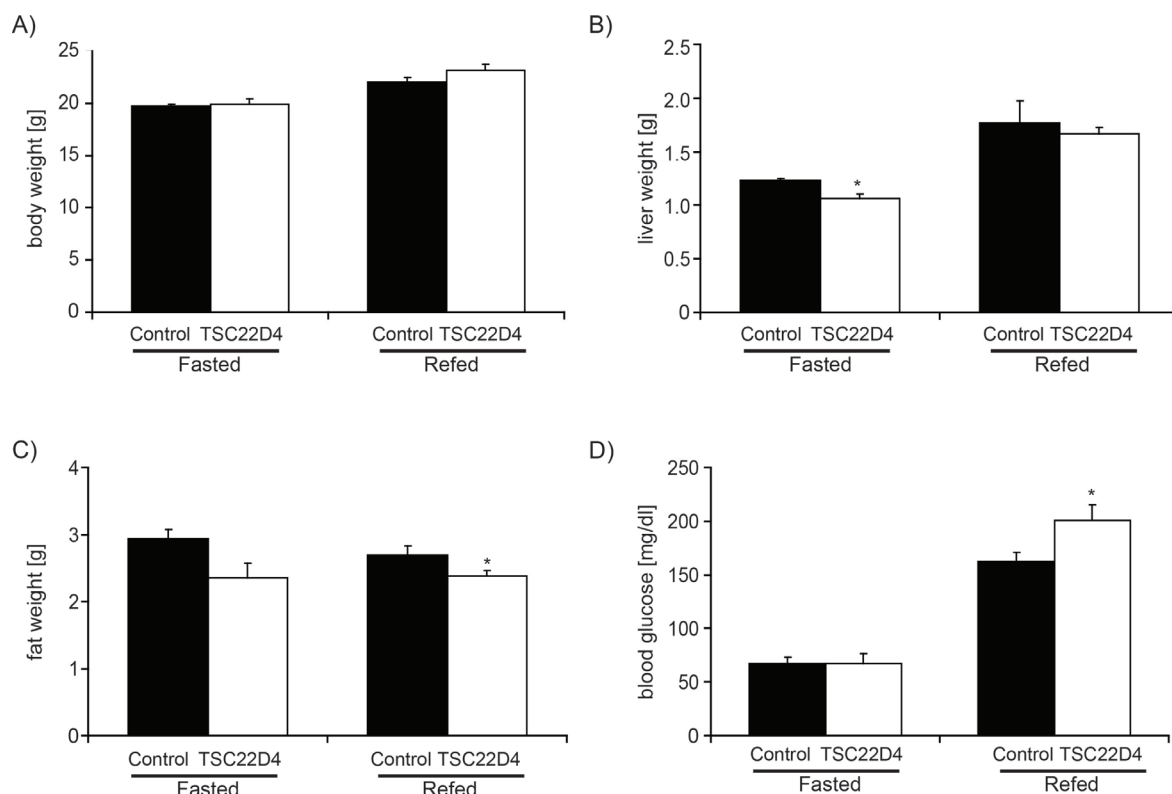 A)
body weight [g]
25
20
15
10
5
0
Control TSC22D4 Control TSC22D4
Fasted Refed
B)
liver weight [g]
2.5
2.0
1.5
1.0
0.5
0
*
Control TSC22D4 Control TSC22D4
Fasted Refed
C)
fat weight [g]
4
3
2
1
0
*
Control TSC22D4 Control TSC22D4
Fasted Refed
D)
blood glucose [mg/dl]
250
200
150
100
50
0
*
Control TSC22D4 Control TSC22D4
Fasted Refed